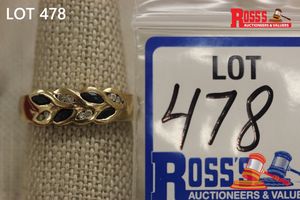 LOT 478
ROSS'S
AUCTIONEERS & VALUERS
LOT
478
ROSS'S
AUCTIONEERS & VALUERS